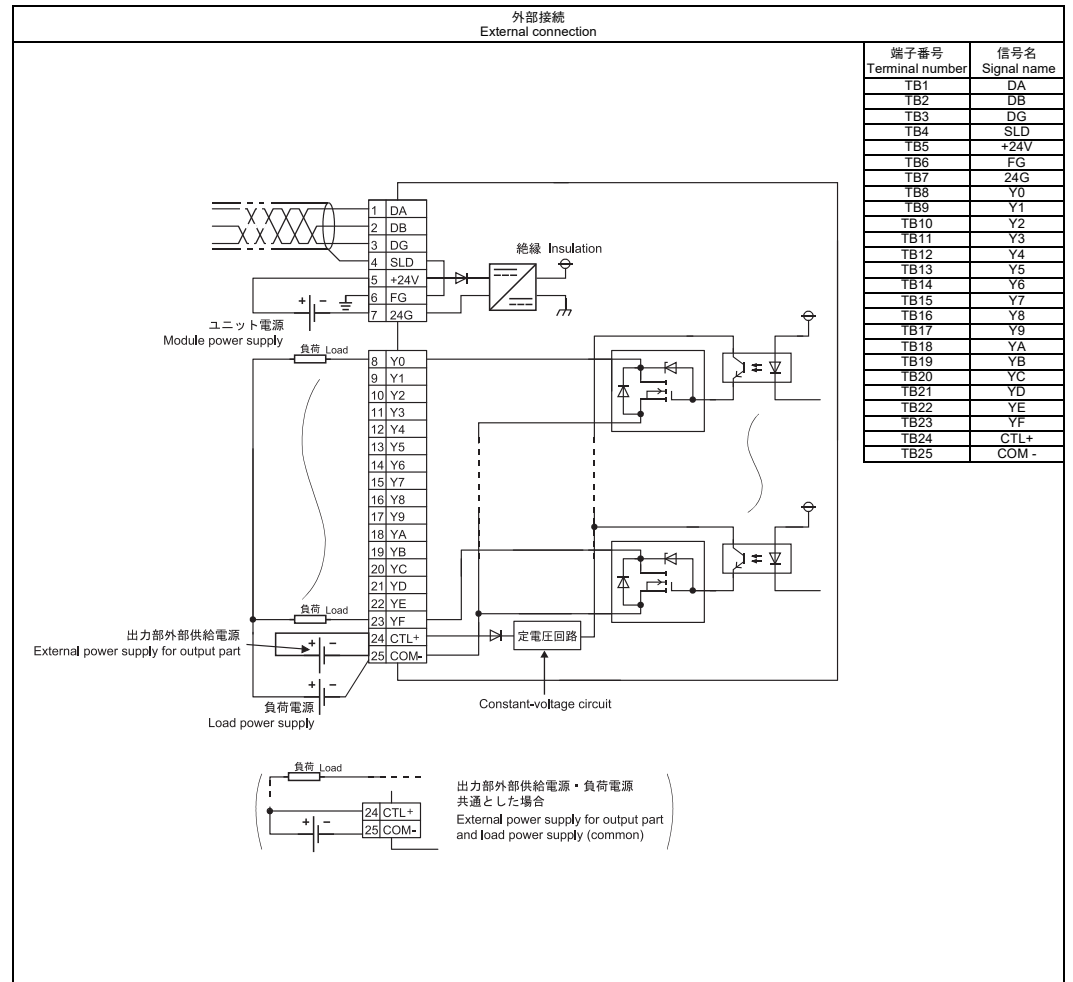 外部接続
External connection
端子番号 信号名
Terminal number Signal name
TB1 DA
TB2 DB
TB3 DG
TB4 SLD
TB5 +24V
TB6 FG
TB7 24G
TB8 Y0
TB9 Y1
TB10 Y2
TB11 Y3
TB12 Y4
TB13 Y5
TB14 Y6
TB15 Y7
TB16 Y8
TB17 Y9
TB18 YA
TB19 YB
TB20 YC
TB21 YD
TB22 YE
TB23 YF
TB24 CTL+
TB25 COM -
1 DA
2 DB
3 DG
4 SLD
5 +24V
6 FG
7 24G
絶縁 Insulation
+ -
ユニット電源
Module power supply
負荷 Load
8 Y0
9 Y1
10 Y2
11 Y3
12 Y4
13 Y5
14 Y6
15 Y7
16 Y8
17 Y9
18 YA
19 YB
20 YC
21 YD
22 YE
23 YF
24 CTL+
25 COM-
負荷 Load
出力部外部供給電源
External power supply for output part
+ -
+ -
負荷電源
Load power supply
定電圧回路
Constant-voltage circuit
負荷 Load
24 CTL+
25 COM-
+ -
出力部外部供給電源・負荷電源
共通とした場合
External power supply for output part
and load power supply (common)